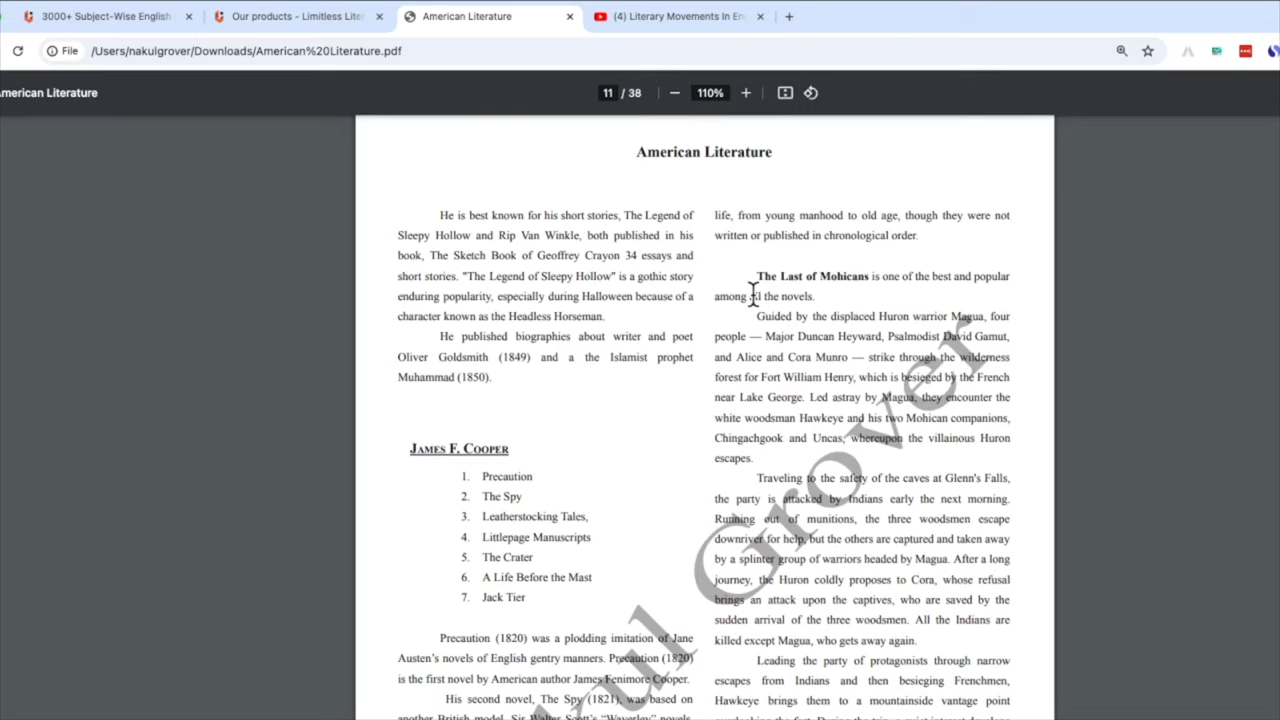 3000+ Subject-Wise English
Our products - Limitless Lite
American Literature
(4) Literary Movements In En
File
/Users/nakulgrover/Downloads/American%20Literature.pdf
merican Literature
11 / 38
110%
American Literature
He is best known for his short stories, The Legend of
Sleepy Hollow and Rip Van Winkle, both published in his
book, The Sketch Book of Geoffrey Crayon 34 essays and
short stories. "The Legend of Sleepy Hollow" is a gothic story
enduring popularity, especially during Halloween because of a
character known as the Headless Horseman.
He published biographies about writer and poet
Oliver Goldsmith (1849) and a the Islamist prophet
Muhammad (1850).
JAMES F. COOPER
1. Precaution
2. The Spy
3. Leatherstocking Tales,
4. Littlepage Manuscripts
5. The Crater
6. A Life Before the Mast
7. Jack Tier
Precaution (1820) was a plodding imitation of Jane
Austen's novels of English gentry manners. Precaution (1820)
is the first novel by American author James Fenimore Cooper.
His second novel, The Spy (1821), was based on
another British model, Sir Walter Scott's "Waverley" novels,
life, from young manhood to old age, though they were not
written or published in chronological order.
The Last of Mohicans is one of the best and popular
among all the novels.
Guided by the displaced Huron warrior Magua, four
people — Major Duncan Heyward, Psalmodist David Gamut,
and Alice and Cora Munro — strike through the wilderness
forest for Fort William Henry, which is besieged by the French
near Lake George. Led astray by Magua, they encounter the
white woodsman Hawkeye and his two Mohican companions,
Chingachgook and Uncas, whereupon the villainous Huron
escapes.
Traveling to the safety of the caves at Glenn's Falls,
the party is attacked by Indians early the next morning.
Running out of munitions, the three woodsmen escape
downriver for help, but the others are captured and taken away
by a splinter group of warriors headed by Magua. After a long
journey, the Huron coldly proposes to Cora, whose refusal
brings an attack upon the captives, who are saved by the
sudden arrival of the three woodsmen. All the Indians are
killed except Magua, who gets away again.
Leading the party of protagonists through narrow
escapes from Indians and then besieging Frenchmen,
Hawkeye brings them to a mountainside vantage point
kul Grover